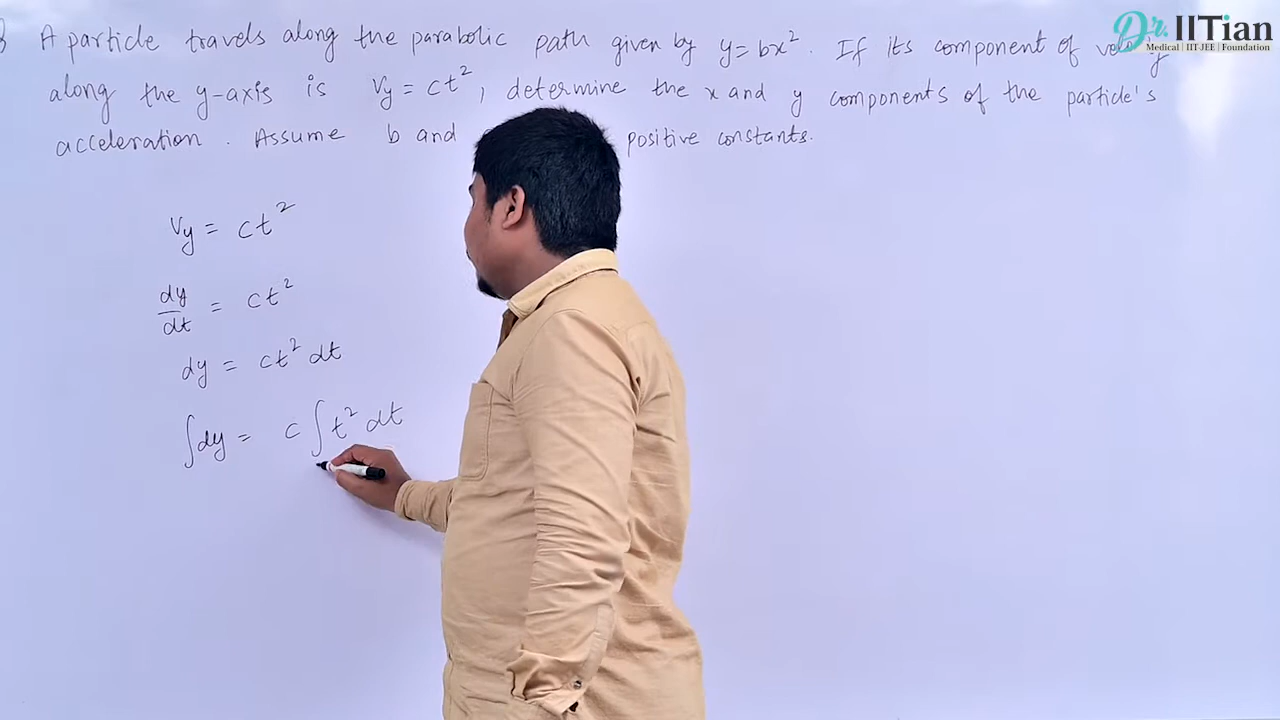 A particle travels along the parabolic path given by y=bx². If its component of
along the y-axis is Vy = ct², determine the x and y components of the particle's
acceleration. Assume b and positive constants.
Vy = ct²
dy/dt = ct²
dy = ct² dt
∫dy = c ∫t² dt
Dr. IITian
Medical | IIT-JEE | Foundation